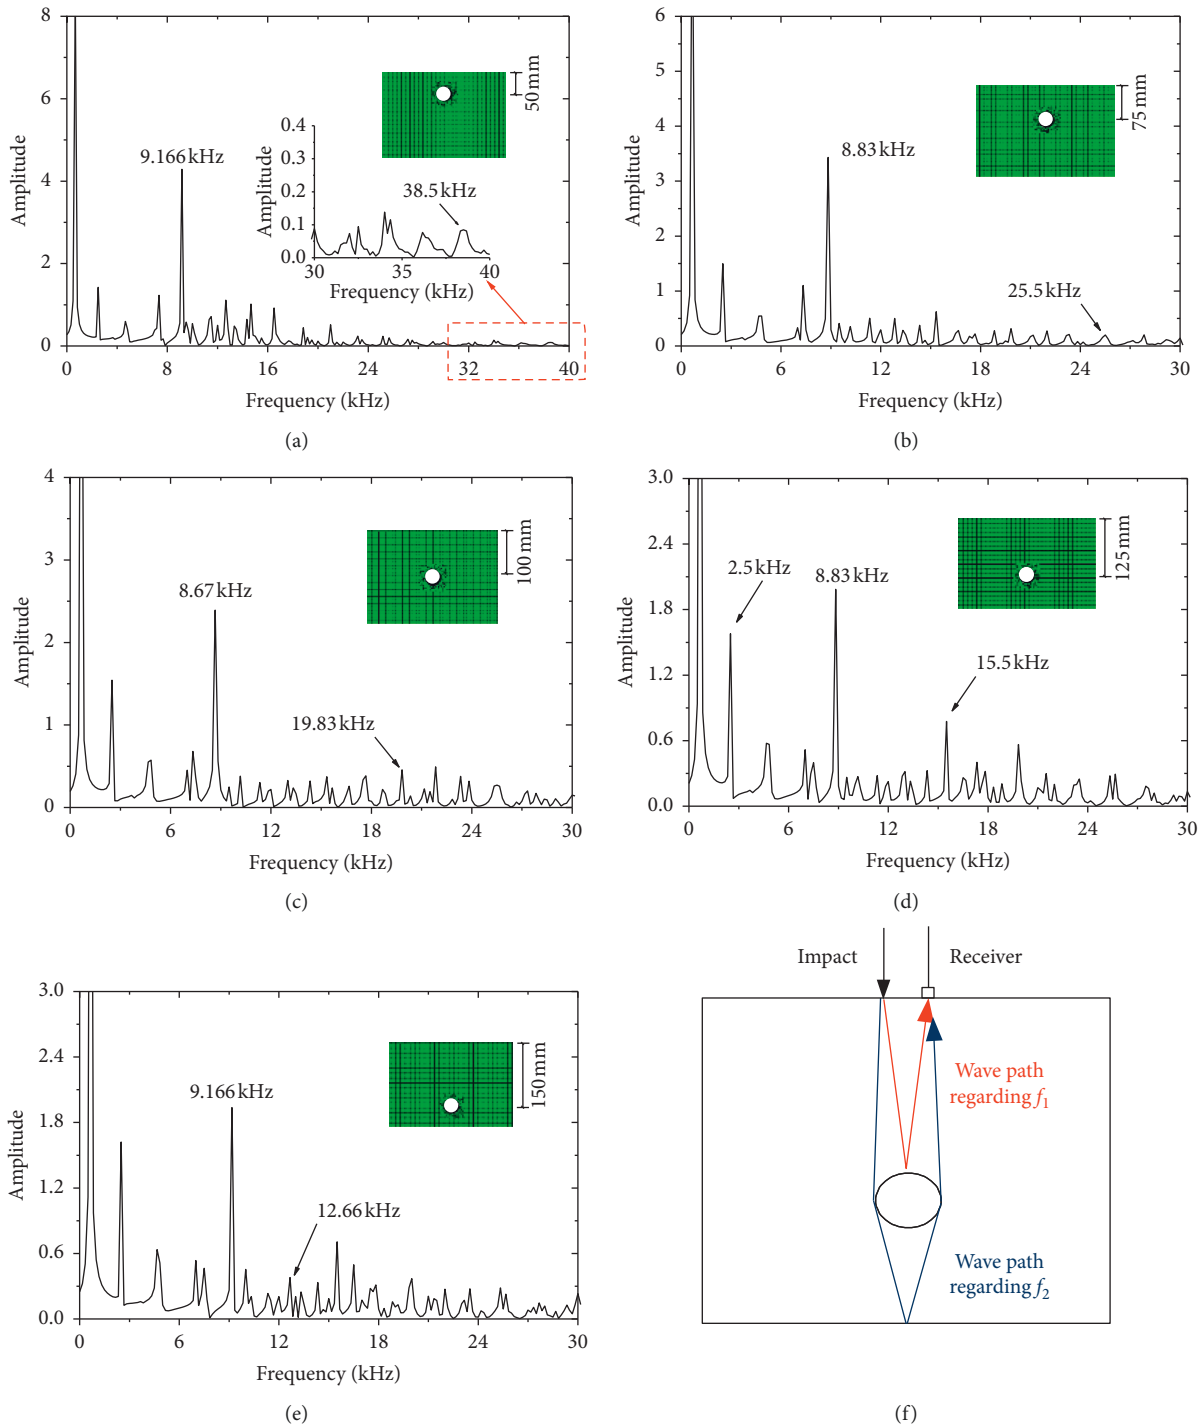 8
6
4
2
0
Amplitude
9.166 kHz
50 mm
0.4
0.3
0.2
0.1
0.0
Amplitude
38.5 kHz
30 35 40
Frequency (kHz)
0 8 16 24 32 40
Frequency (kHz)
(a)
6
5
4
3
2
1
0
Amplitude
8.83 kHz
75 mm
25.5 kHz
0 6 12 18 24 30
Frequency (kHz)
(b)
4
3
2
1
0
Amplitude
8.67 kHz
100 mm
19.83 kHz
0 6 12 18 24 30
Frequency (kHz)
(c)
3.0
2.4
1.8
1.2
0.6
0.0
Amplitude
2.5 kHz
8.83 kHz
125 mm
15.5 kHz
0 6 12 18 24 30
Frequency (kHz)
(d)
3.0
2.4
1.8
1.2
0.6
0.0
Amplitude
9.166 kHz
150 mm
12.66 kHz
0 6 12 18 24 30
Frequency (kHz)
(e)
Impact
Receiver
Wave path
regarding f1
Wave path
regarding f2
(f)